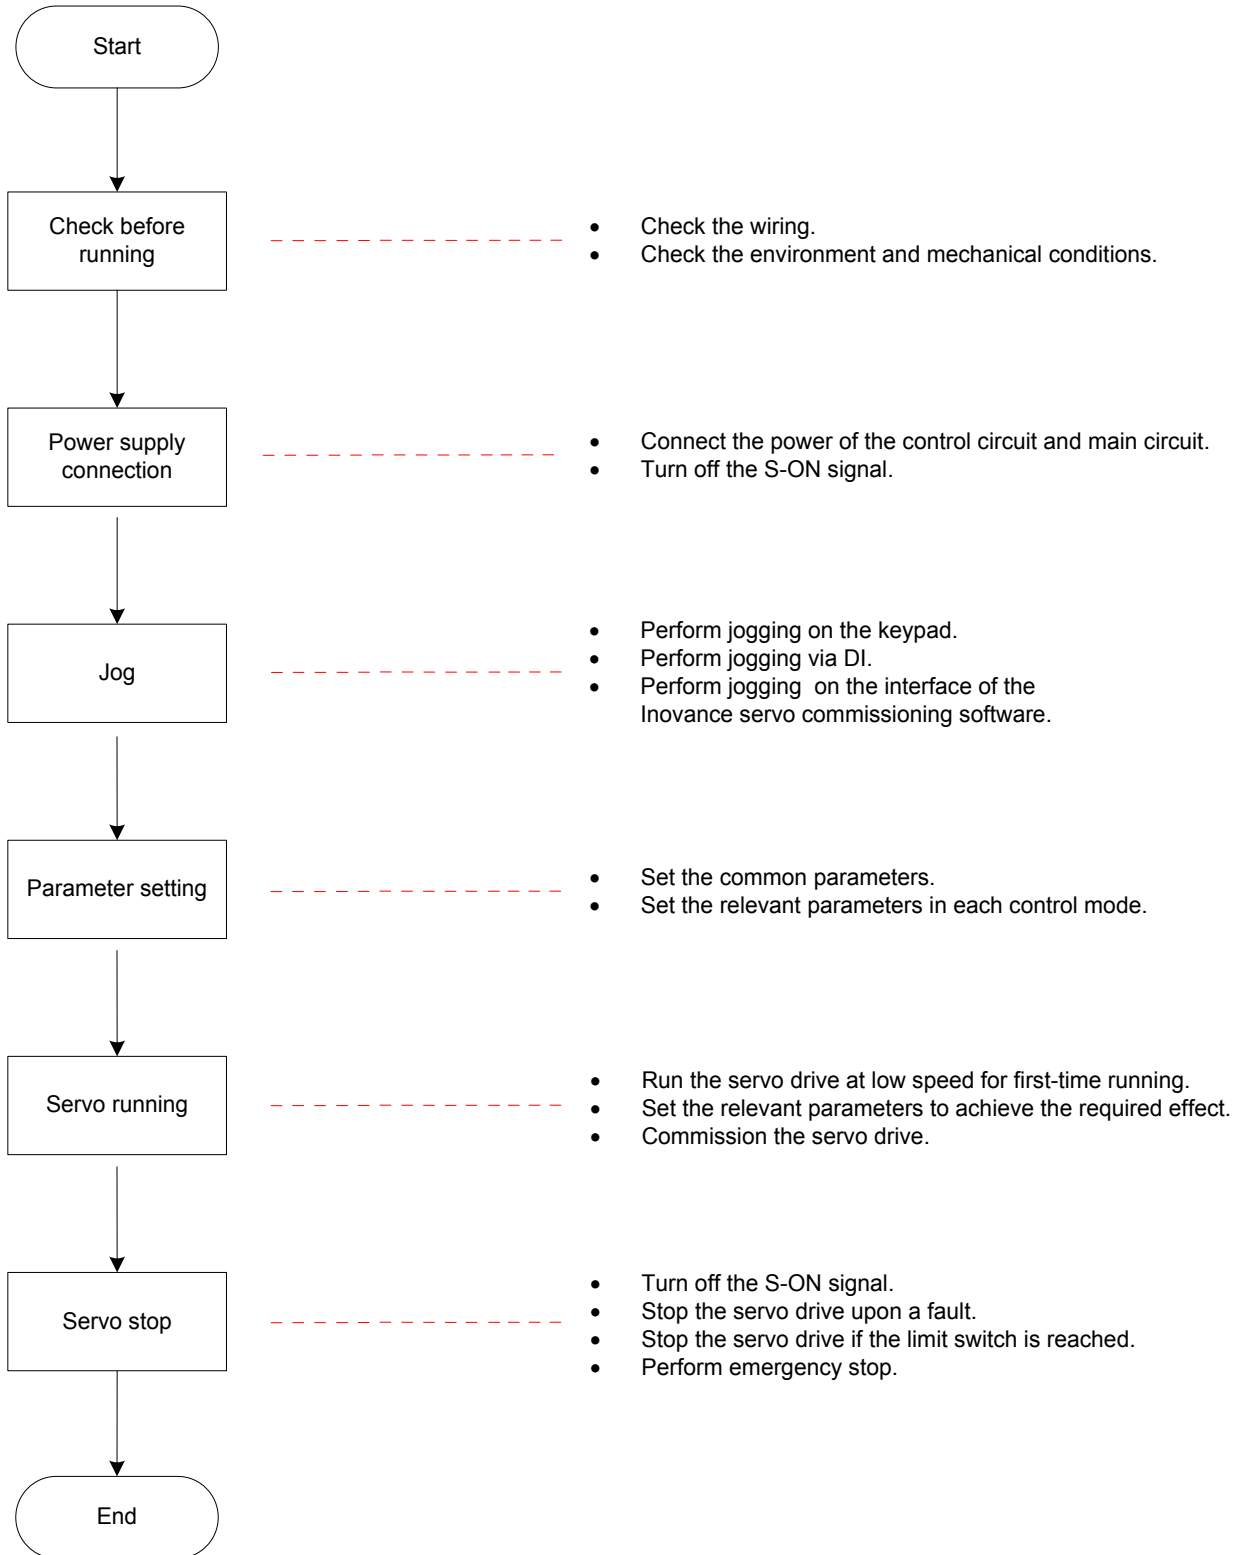 Start
Check before
running
• Check the wiring.
• Check the environment and mechanical conditions.
Power supply
connection
• Connect the power of the control circuit and main circuit.
• Turn off the S-ON signal.
Jog
• Perform jogging on the keypad.
• Perform jogging via DI.
• Perform jogging  on the interface of the
Inovance servo commissioning software.
Parameter setting
• Set the common parameters.
• Set the relevant parameters in each control mode.
Servo running
• Run the servo drive at low speed for first-time running.
• Set the relevant parameters to achieve the required effect.
• Commission the servo drive.
Servo stop
• Turn off the S-ON signal.
• Stop the servo drive upon a fault.
• Stop the servo drive if the limit switch is reached.
• Perform emergency stop.
End